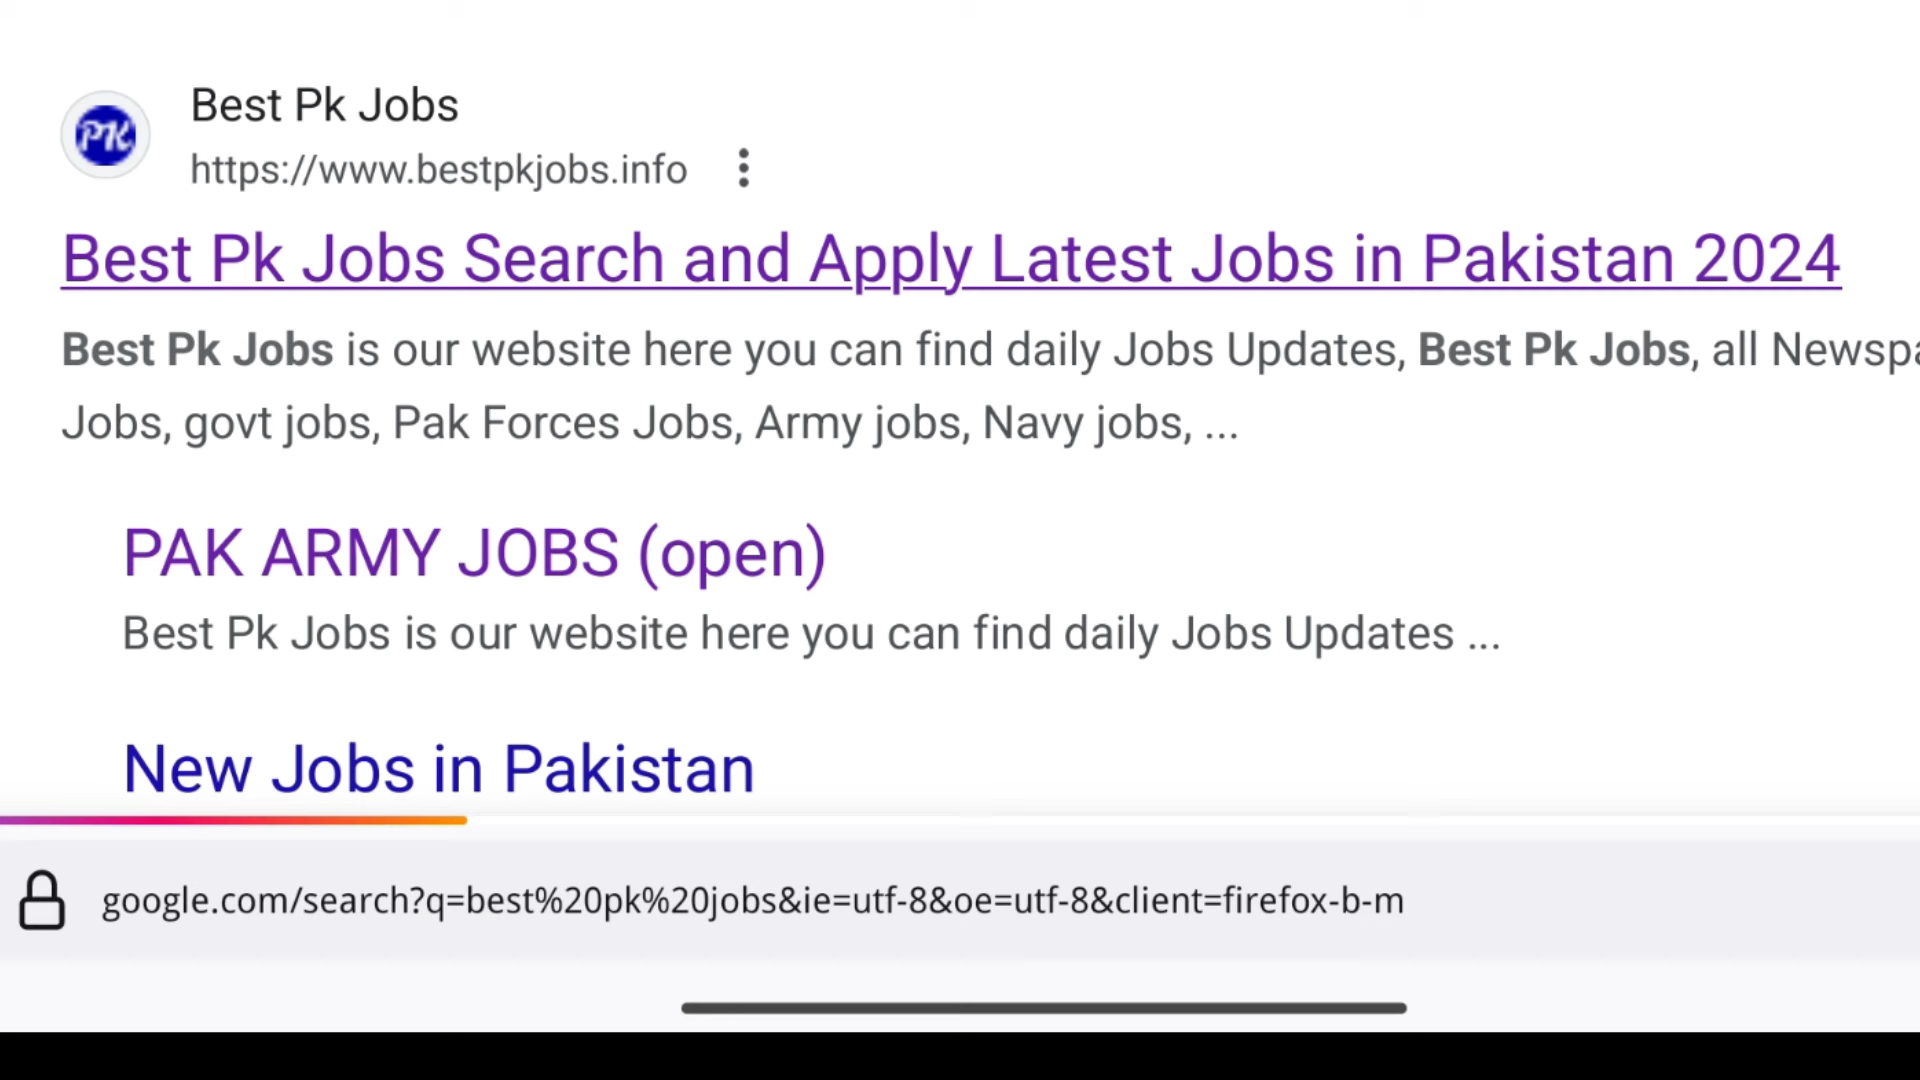 Best Pk Jobs
PK
https://www.bestpkjobs.info
Best Pk Jobs Search and Apply Latest Jobs in Pakistan 2024
Best Pk Jobs is our website here you can find daily Jobs Updates, Best Pk Jobs, all
Jobs, govt jobs, Pak Forces Jobs, Army jobs, Navy jobs, ...
PAK ARMY JOBS (open)
Best Pk Jobs is our website here you can find daily Jobs Updates ...
New Jobs in Pakistan
google.com/search?q=best%20pk%20jobs&ie=utf-8&oe=utf-8&client=firefox-b-m